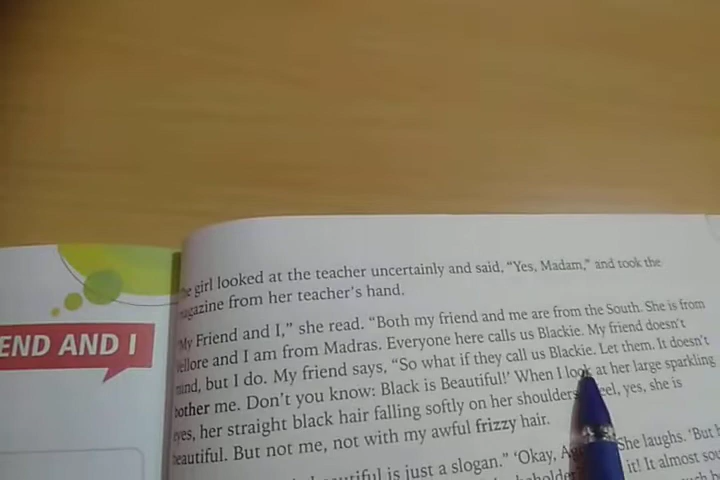 END AND I
girl looked at the teacher uncertainly and said, “Yes, Madam,” and took the
magazine from her teacher’s hand.
“My Friend and I,” she read. “Both my friend and me are from the South. She is from
Vellore and I am from Madras. Everyone here calls us Blackie. My friend doesn’t
mind, but I do. My friend says, “So what if they call us Blackie. Let them. It doesn’t
bother me. Don’t you know: Black is Beautiful!’ When I look at her large sparkling
eyes, her straight black hair falling softly on her shoulders yes, she is
beautiful. But not me, not with my awful frizzy hair.
is just a slogan.” ‘Okay, She laughs.
it! It almost